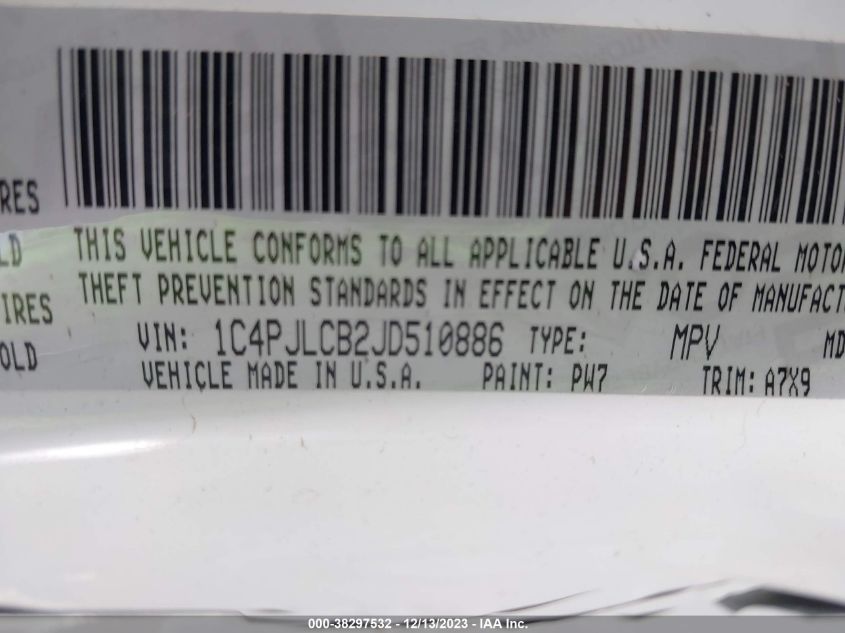 RES
THIS VEHICLE CONFORMS TO ALL APPLICABLE U.S.A. FEDERAL MOTOR
LD
THEFT PREVENTION STANDARDS IN EFFECT ON THE DATE OF MANUFACT
IRES
VIN: 1C4PJLCB2JD510886 TYPE: MPV MD
OLD
VEHICLE MADE IN U.S.A. PAINT: PW7 TRIM: A7X9
000-38297532 - 12/13/2023 - IAA Inc.